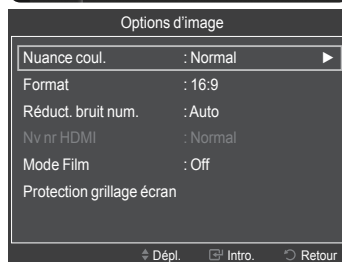 Options d'image
Nuance coul. : Normal ►
Format : 16:9
Réduct. bruit num. : Auto
Nv nr HDMI : Normal
Mode Film : Off
Protection grillage écran
Dépl. Intro. Retour